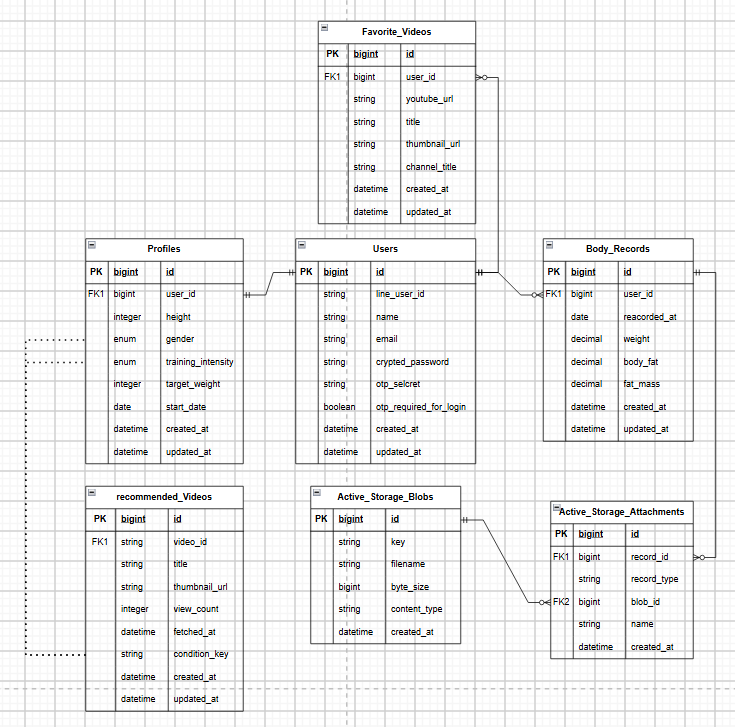 Favorite_Videos
PK bigint id
FK1 bigint user_id
string youtube_url
string title
string thumbnail_url
string channel_title
datetime created_at
datetime updated_at
Profiles
PK bigint id
FK1 bigint user_id
integer height
enum gender
enum training_intensity
integer target_weight
date start_date
datetime created_at
datetime updated_at
Users
PK bigint id
string line_user_id
string name
string email
string crypted_password
string otp_selcret
boolean otp_required_for_login
datetime created_at
datetime updated_at
Body_Records
PK bigint id
FK1 bigint user_id
date reacorded_at
decimal weight
decimal body_fat
decimal fat_mass
datetime created_at
datetime updated_at
recommended_Videos
PK bigint id
FK1 string video_id
string title
string thumbnail_url
integer view_count
datetime fetched_at
string condition_key
datetime created_at
datetime updated_at
Active_Storage_Blobs
PK bigint id
string key
string filename
bigint byte_size
string content_type
datetime created_at
Active_Storage_Attachments
PK bigint id
FK1 bigint record_id
string record_type
FK2 bigint blob_id
string name
datetime created_at